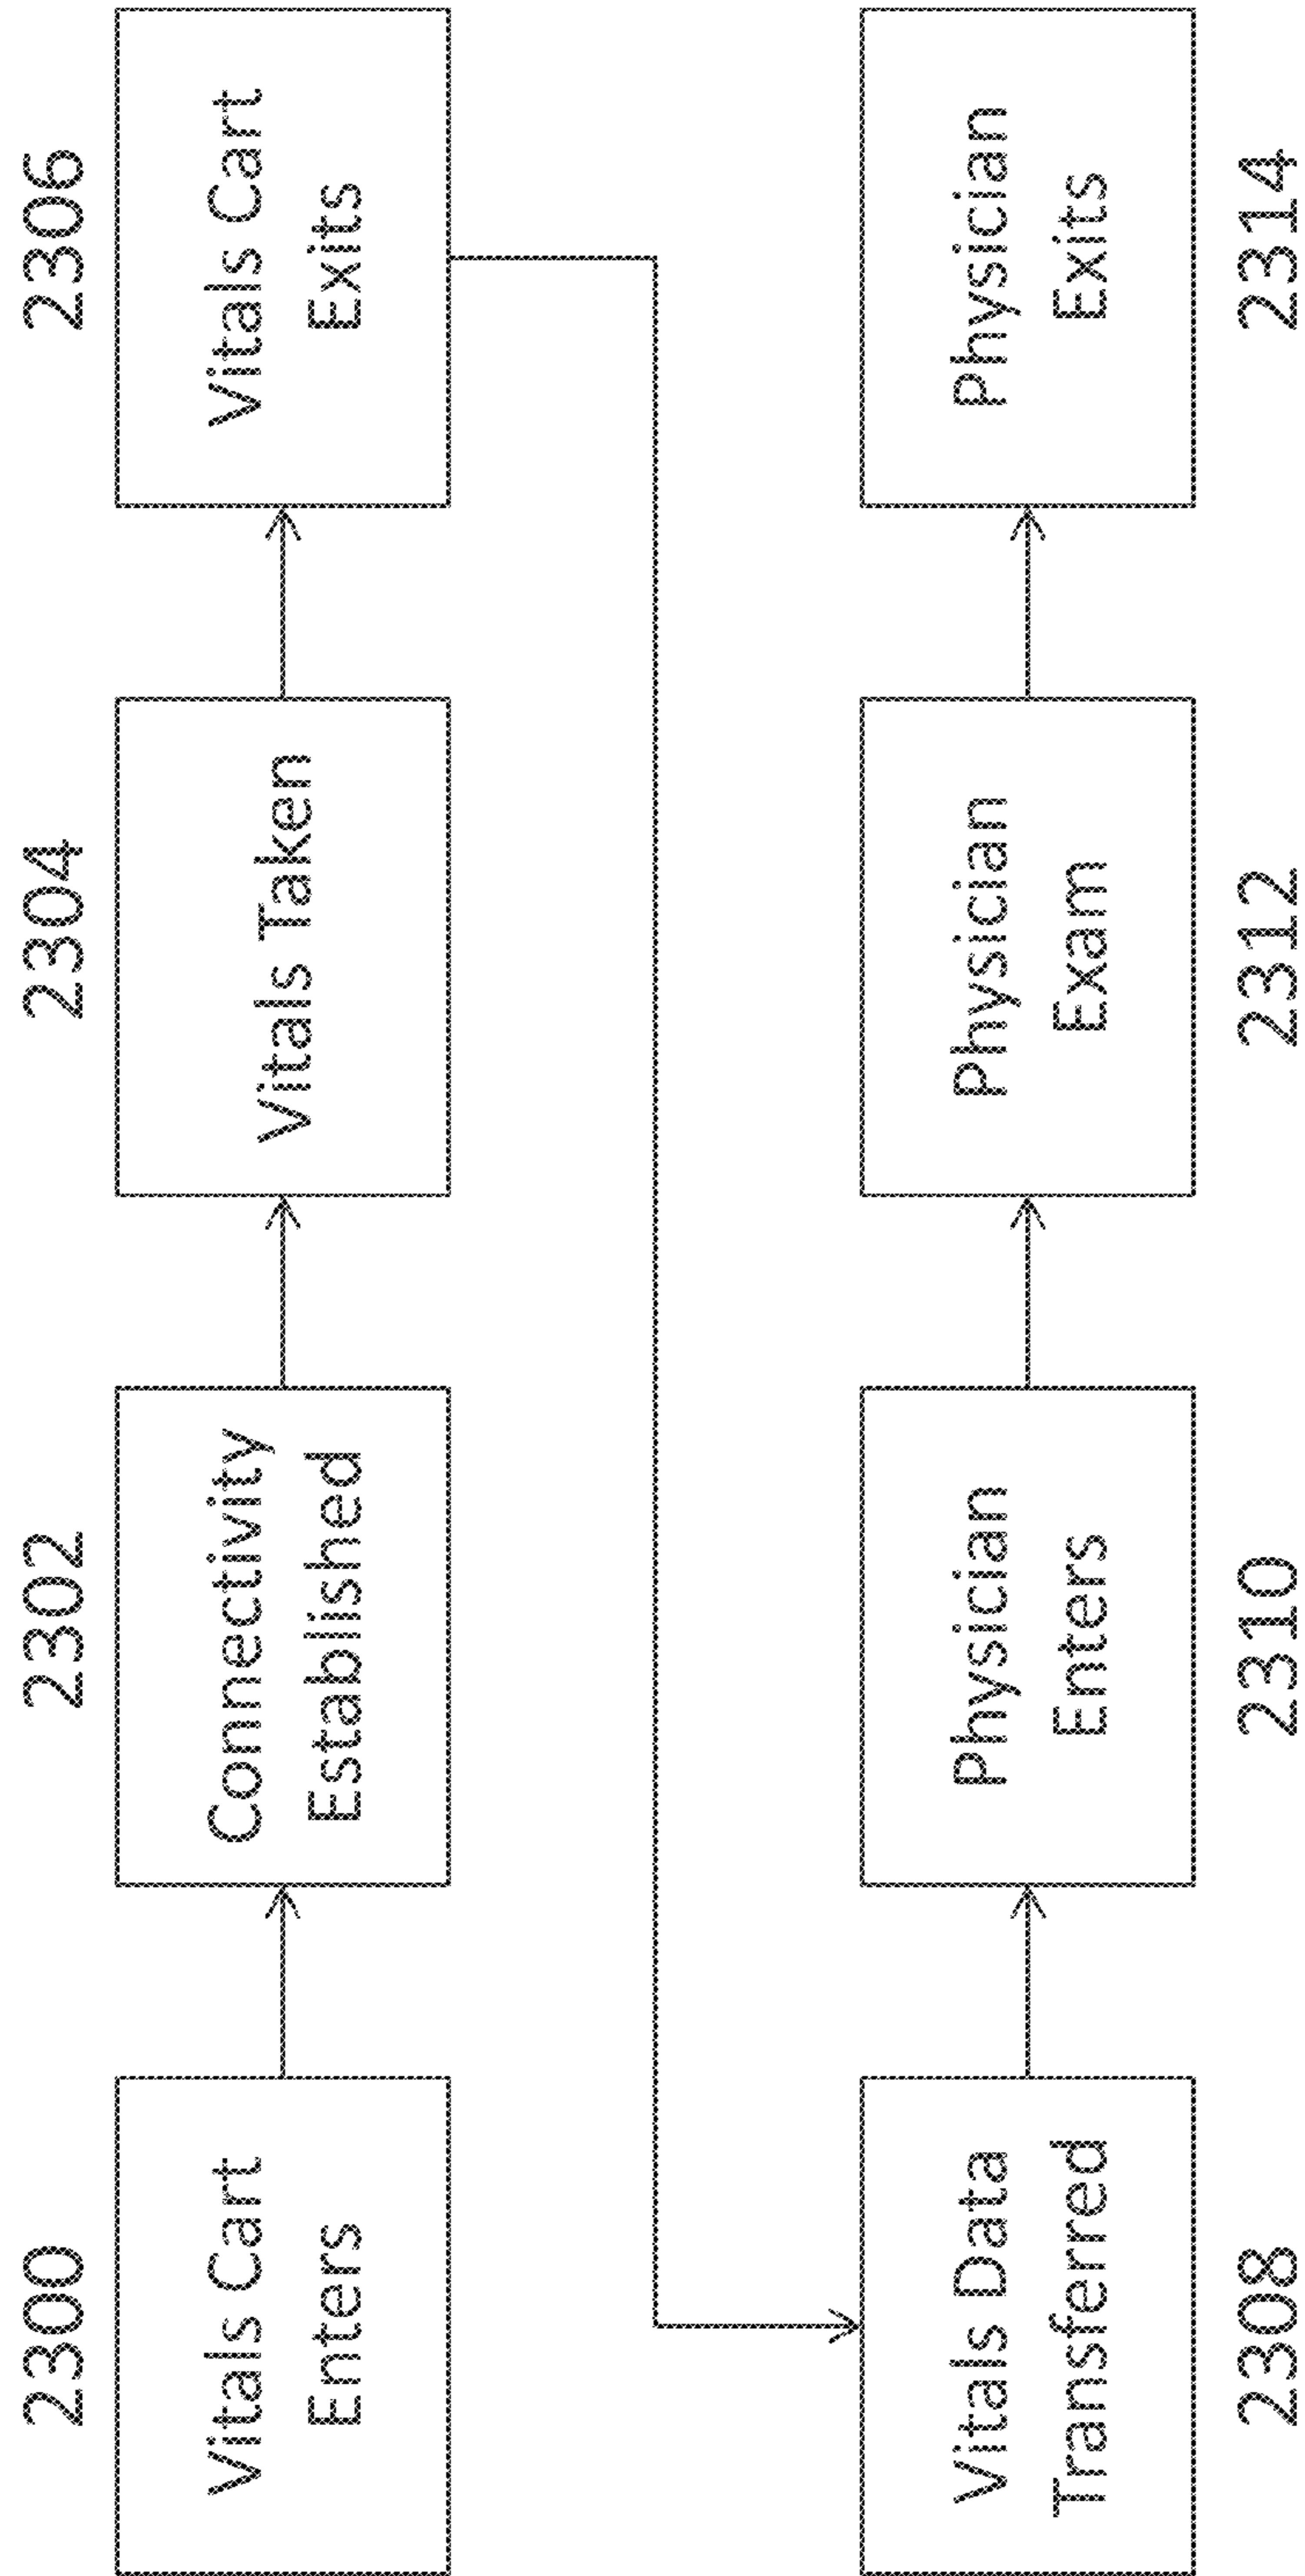 2300
Vitals Cart
Enters
2302
Connectivity
Established
2304
Vitals Taken
2306
Vitals Cart
Exits
Vitals Data
Transferred
2308
Physician
Enters
2310
Physician
Exam
2312
Physician
Exits
2314